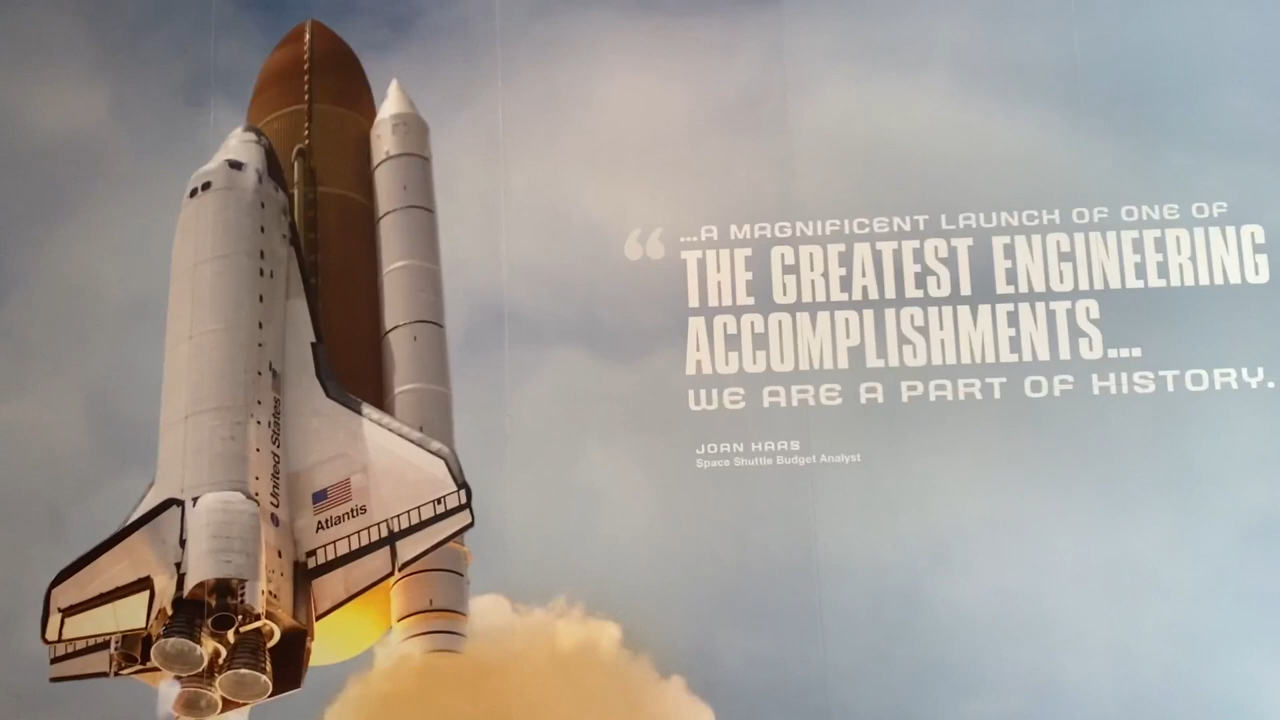 “ ...A MAGNIFICENT LAUNCH OF ONE OF
THE GREATEST ENGINEERING
ACCOMPLISHMENTS...
WE ARE A PART OF HISTORY.
JOAN HAAS
Space Shuttle Budget Analyst
United States
Atlantis